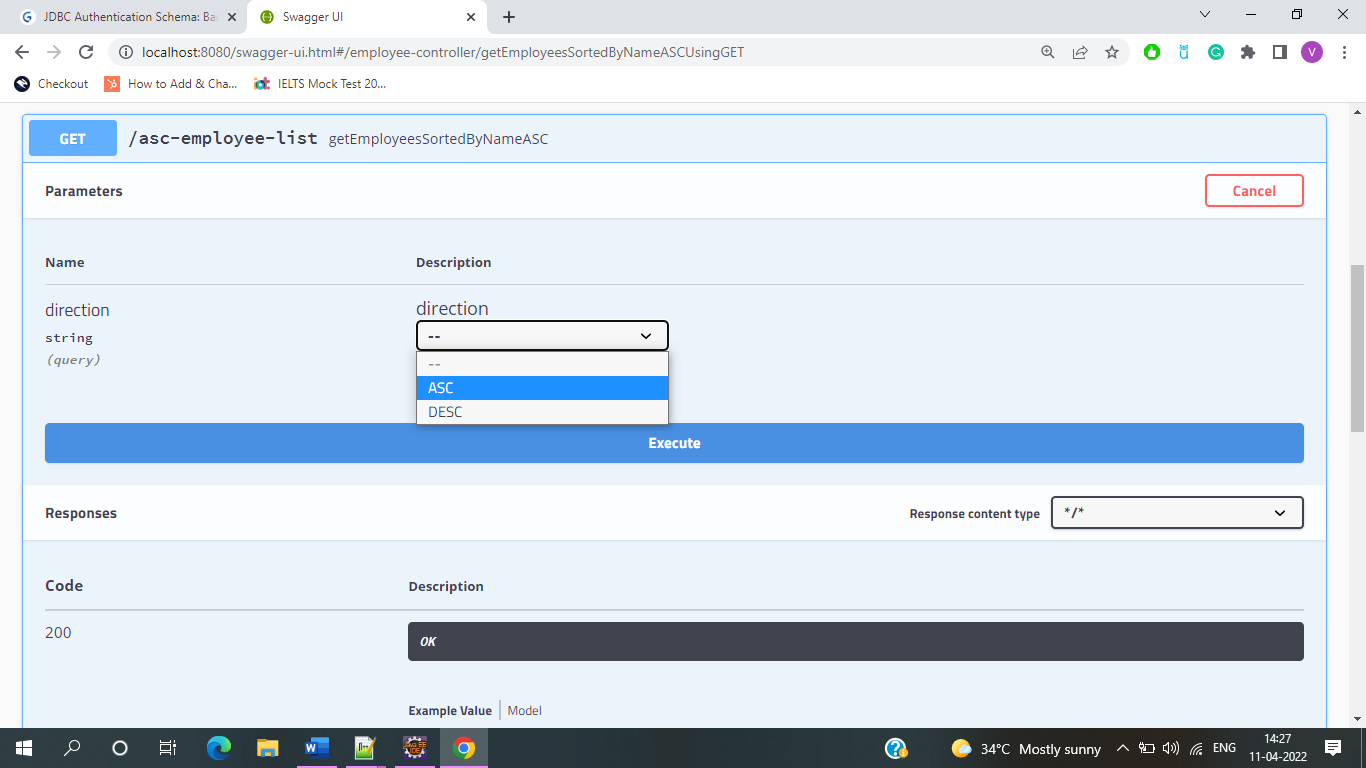 JDBC Authentication Schema: Ba
Swagger UI
localhost:8080/swagger-ui.html#/employee-controller/getEmployeesSortedByNameASCUsingGET
V
Checkout
How to Add & Cha...
IELTS Mock Test 20...
GET /asc-employee-list getEmployeesSortedByNameASC
Parameters
Cancel
Name Description
direction
string
(query)
direction
--
--
ASC
DESC
Execute
Responses
Response content type */*
Code Description
200 OK
Example Value Model
34°C Mostly sunny
ENG
14:27
11-04-2022